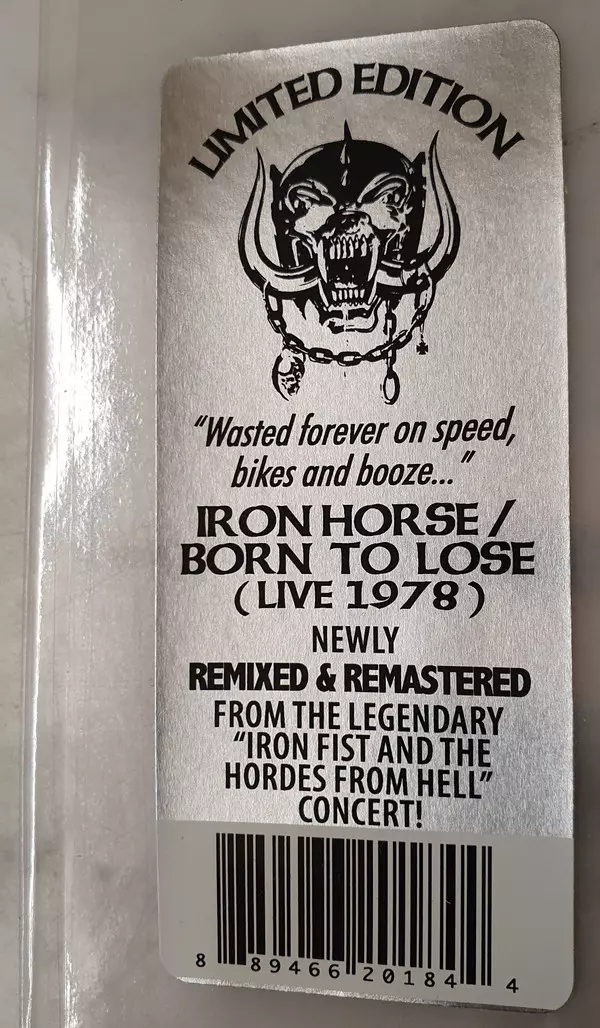 LIMITED EDITION
"Wasted forever on speed,
bikes and booze..."
IRON HORSE /
BORN TO LOSE
( LIVE 1978 )
NEWLY
REMIXED & REMASTERED
FROM THE LEGENDARY
"IRON FIST AND THE
HORDES FROM HELL"
CONCERT!
8 89466 20184 4